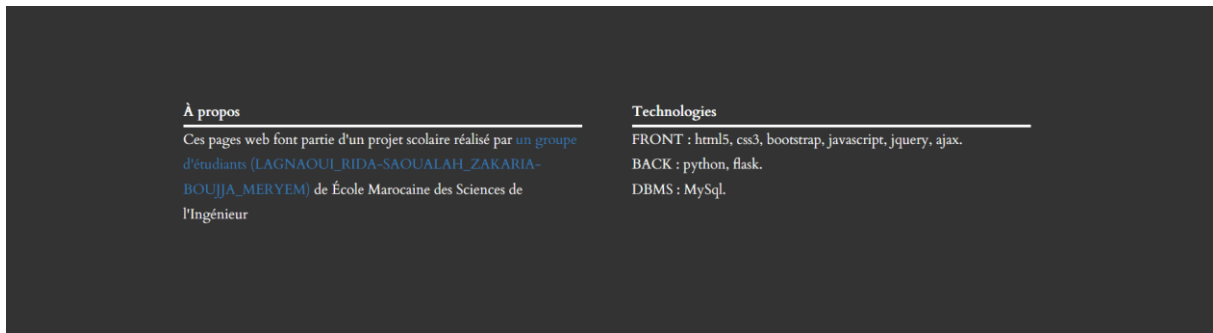 À propos
Ces pages web font partie d'un projet scolaire réalisé par un groupe
d'étudiants (LAGNAOUI_RIDA-SAOUALAH_ZAKARIA-
BOUJJA_MERYEM) de École Marocaine des Sciences de
l'Ingénieur
Technologies
FRONT : html5, css3, bootstrap, javascript, jquery, ajax.
BACK : python, flask.
DBMS : MySql.